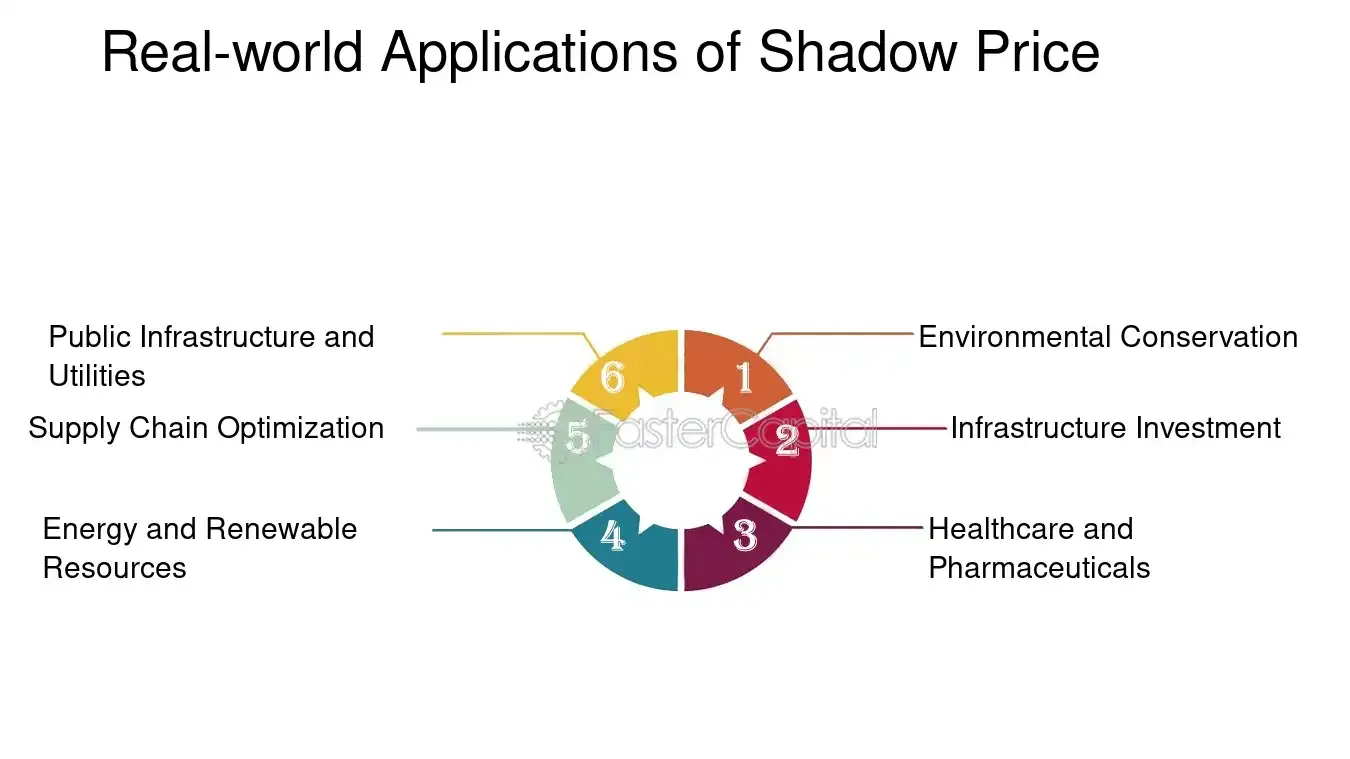 Real-world Applications of Shadow Price
Public Infrastructure and
Utilities
Supply Chain Optimization
Energy and Renewable
Resources
6
5
4
1
2
3
FasterCapital
Environmental Conservation
Infrastructure Investment
Healthcare and
Pharmaceuticals